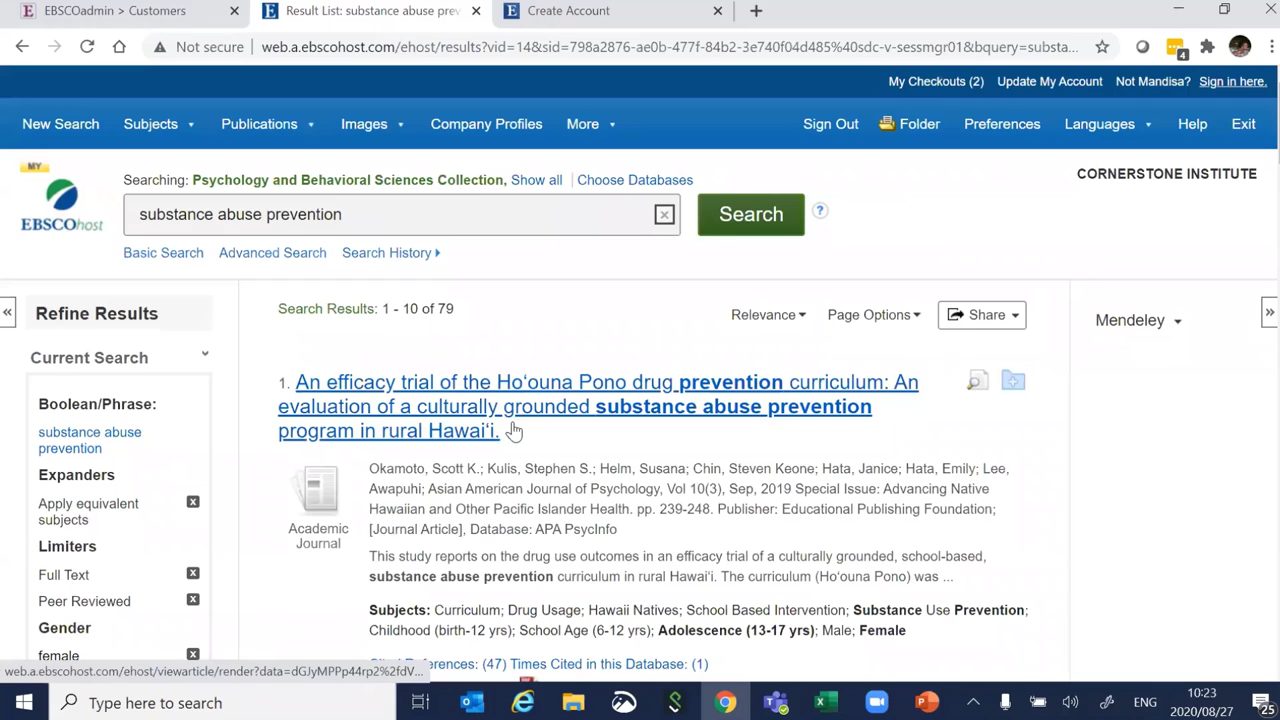 EBSCOadmin > Customers
Result List: substance abuse prev
Create Account
Not secure
web.a.ebscohost.com/ehost/results?vid=14&sid=798a2876-ae0b-477f-84b2-3e740f04d485%40sdc-v-sessmgr01&bquery=substa...
4
My Checkouts (2) Update My Account Not Mandisa? Sign in here.
New Search Subjects Publications Images Company Profiles More Sign Out Folder Preferences Languages Help Exit
MY
EBSCOhost
Searching: Psychology and Behavioral Sciences Collection, Show all | Choose Databases
CORNERSTONE INSTITUTE
substance abuse prevention
Search
?
Basic Search Advanced Search Search History
Refine Results
Search Results: 1 - 10 of 79
Relevance Page Options Share
Mendeley
Current Search
Boolean/Phrase:
substance abuse
prevention
Expanders
Apply equivalent
subjects
Limiters
Full Text
Peer Reviewed
Gender
female
1. An efficacy trial of the Ho‘ouna Pono drug prevention curriculum: An
evaluation of a culturally grounded substance abuse prevention
program in rural Hawai‘i.
Academic
Journal
Okamoto, Scott K.; Kulis, Stephen S.; Helm, Susana; Chin, Steven Keone; Hata, Janice; Hata, Emily; Lee,
Awapuhi; Asian American Journal of Psychology, Vol 10(3), Sep, 2019 Special Issue: Advancing Native
Hawaiian and Other Pacific Islander Health. pp. 239-248. Publisher: Educational Publishing Foundation;
[Journal Article], Database: APA PsycInfo
This study reports on the drug use outcomes in an efficacy trial of a culturally grounded, school-based,
substance abuse prevention curriculum in rural Hawai‘i. The curriculum (Ho‘ouna Pono) was ...
Subjects: Curriculum; Drug Usage; Hawaii Natives; School Based Intervention; Substance Use Prevention;
Childhood (birth-12 yrs); School Age (6-12 yrs); Adolescence (13-17 yrs); Male; Female
Cited References: (47) Times Cited in this Database: (1)
web.a.ebscohost.com/ehost/viewarticle/render?data=dGJyMPPp44rp2%2fdV...
Type here to search
ENG
10:23
2020/08/27
25